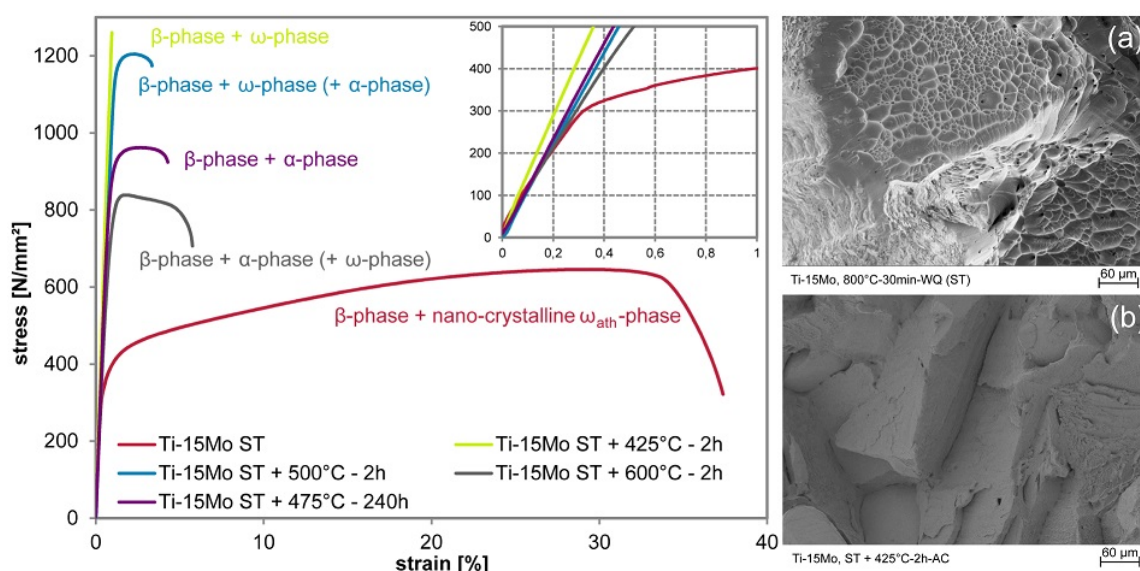 stress [N/mm²]
1200
1000
800
600
400
200
0
0
10
20
30
40
strain [%]
β-phase + ω-phase
β-phase + ω-phase (+ α-phase)
β-phase + α-phase
β-phase + α-phase (+ ω-phase)
β-phase + nano-crystalline ωath-phase
500
400
300
200
100
0
0
0,2
0,4
0,6
0,8
1
Ti-15Mo ST
Ti-15Mo ST + 425°C - 2h
Ti-15Mo ST + 500°C - 2h
Ti-15Mo ST + 600°C - 2h
Ti-15Mo ST + 475°C - 240h
(a)
Ti-15Mo, 800°C-30min-WQ (ST)
60 µm
(b)
Ti-15Mo, ST + 425°C-2h-AC
60 µm